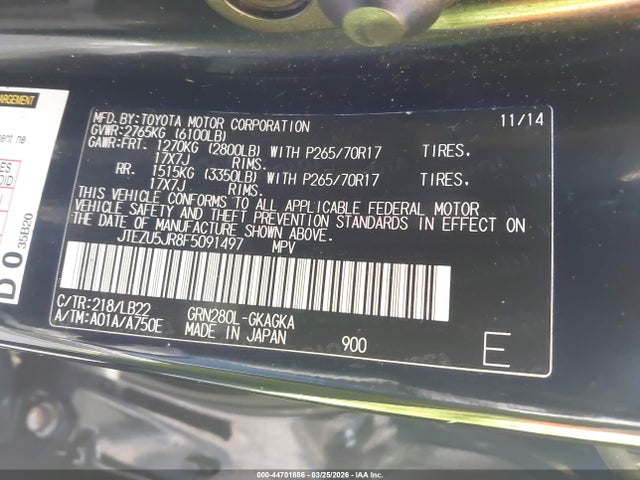 MFD.BY:TOYOTA MOTOR CORPORATION 11/14
GVWR:2765KG (6100LB)
GAWR:FRT. 1270KG (2800LB) WITH P265/70R17 TIRES,
17X7J RIMS.
RR. 1515KG (3350LB) WITH P265/70R17 TIRES,
17X7J RIMS.
THIS VEHICLE CONFORMS TO ALL APPLICABLE FEDERAL MOTOR
VEHICLE SAFETY AND THEFT PREVENTION STANDARDS IN EFFECT ON
THE DATE OF MANUFACTURE SHOWN ABOVE.
JTEZU5JR8F5091497 MPV
C/TR:218/LB22 GRN280L-GKAGKA
A/TM:A01A/A750E MADE IN JAPAN 900 E
35B20
000-44701886 - 03/25/2026 - IAA